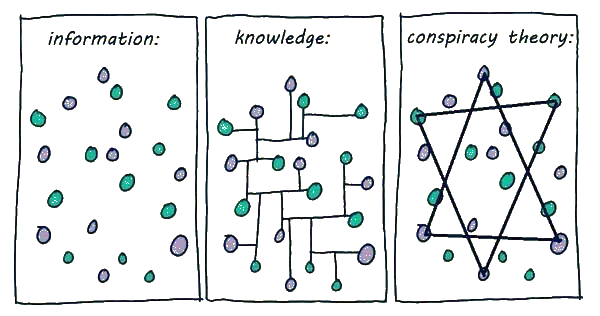 information:
knowledge:
conspiracy theory: